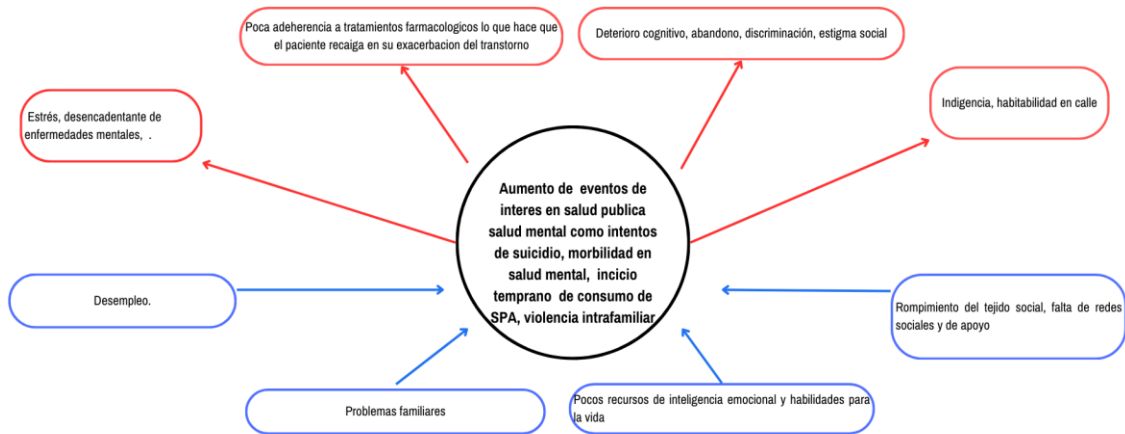 Poca adeherencia a tratamientos farmacologicos lo que hace que
el paciente recaiga en su exacerbacion del transtorno
Deterioro cognitivo, abandono, discriminación, estigma social
Estrés, desencadentante de
enfermedades mentales, .
Indigencia, habitabilidad en calle
Aumento de eventos de
interes en salud publica
salud mental como intentos
de suicidio, morbilidad en
salud mental, incicio
temprano de consumo de
SPA, violencia intrafamiliar
Desempleo.
Rompimiento del tejido social, falta de redes
sociales y de apoyo
Problemas familiares
Pocos recursos de inteligencia emocional y habilidades para
la vida